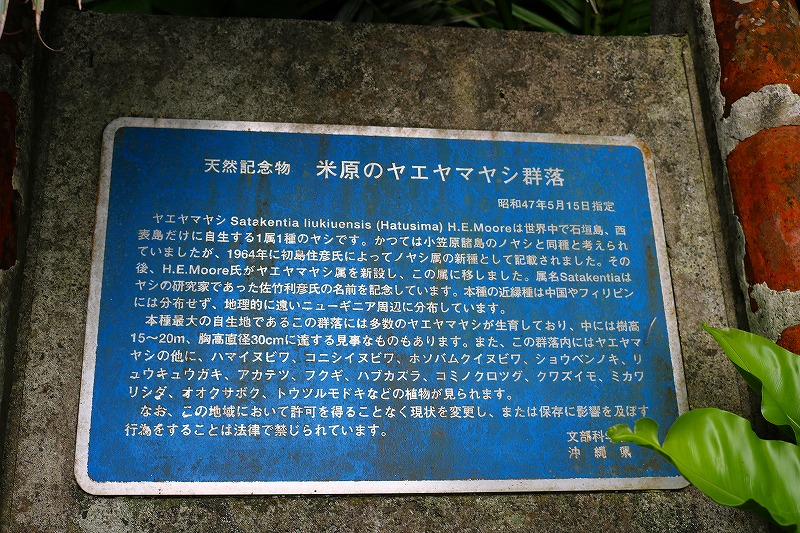 天然記念物　米原のヤエヤマヤシ群落
昭和47年5月15日指定
ヤエヤマヤシ Satakentia liukiuensis (Hatusima) H.E.Mooreは世界中で石垣島、西
表島だけに自生する1属1種のヤシです。かつては小笠原諸島のノヤシと同種と考えられ
ていましたが、1964年に初島住彦氏によってノヤシ属の新種として記載されました。その
後、H.E.Moore氏がヤエヤマヤシ属を新設し、この属に移しました。属名Satakentiaは
ヤシの研究家であった佐竹利彦氏の名前を記念しています。本種の近縁種は中国やフィリピン
には分布せず、地理的に遠いニューギニア周辺に分布しています。
本種最大の自生地であるこの群落には多数のヤエヤマヤシが生育しており、中には樹高
15～20m、胸高直径30cmに達する見事なものもあります。また、この群落内にはヤエヤマ
ヤシの他に、ハマイヌビワ、コニシイヌビワ、ホソバムクイヌビワ、ショウベンノキ、リ
ュウキュウガキ、アカテツ、フクギ、ハブカズラ、コミノクロツグ、クワズイモ、ミカワ
リシダ、オオクサボク、トウツルモドキなどの植物が見られます。
なお、この地域において許可を得ることなく現状を変更し、または保存に影響を及ぼす
行為をすることは法律で禁じられています。
文部科
沖縄県